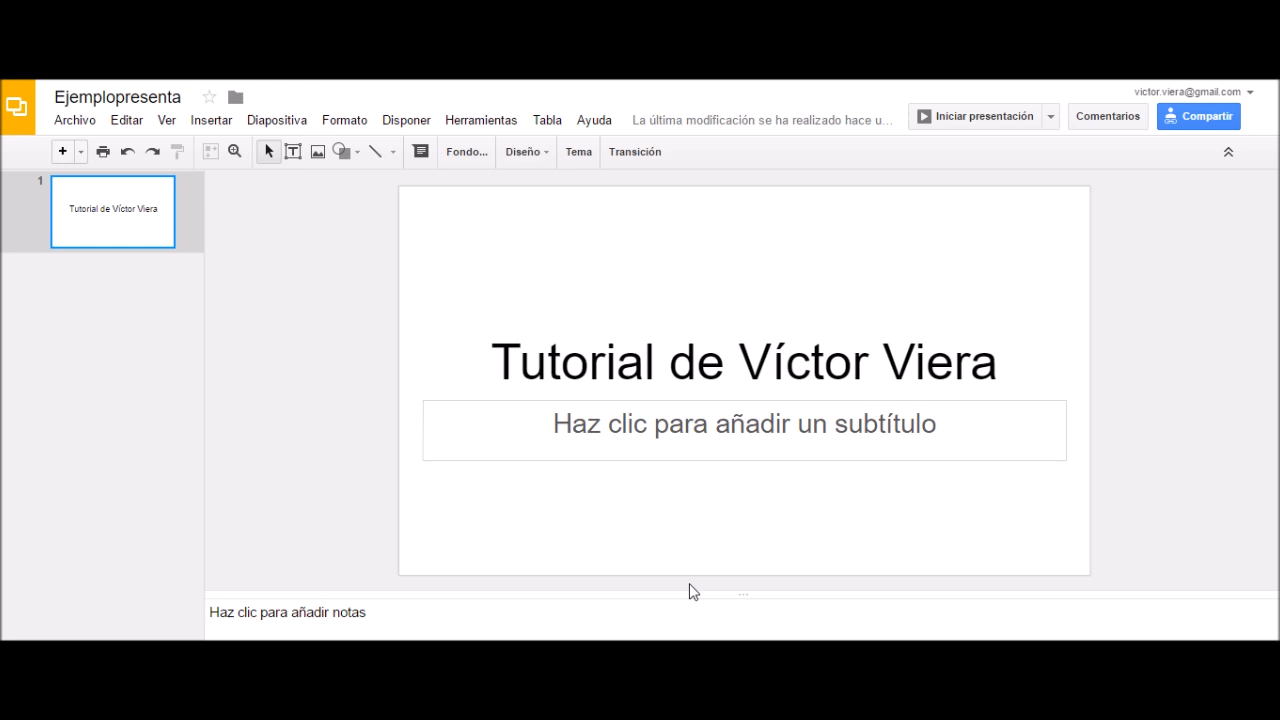 Ejemplopresenta
victor.viera@gmail.com
Archivo Editar Ver Insertar Diapositiva Formato Disponer Herramientas Tabla Ayuda La última modificación se ha realizado hace u...
Iniciar presentación Comentarios Compartir
Fondo... Diseño Tema Transición
1
Tutorial de Víctor Viera
Tutorial de Víctor Viera
Haz clic para añadir un subtítulo
Haz clic para añadir notas